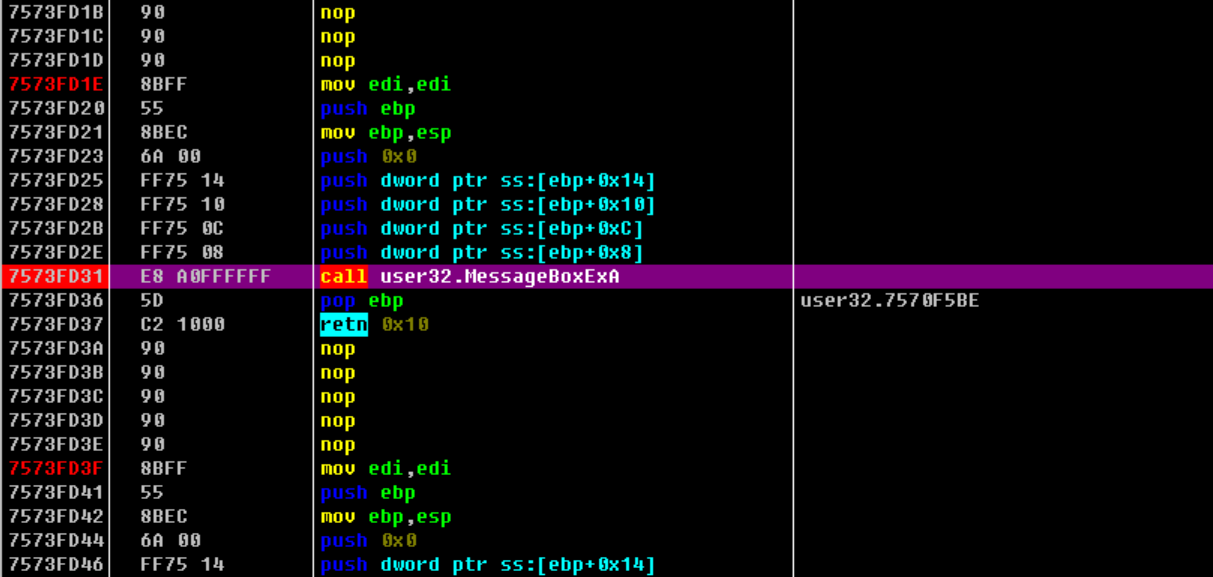 7573FD1B 90 nop
7573FD1C 90 nop
7573FD1D 90 nop
7573FD1E 8BFF mov edi,edi
7573FD20 55 push ebp
7573FD21 8BEC mov ebp,esp
7573FD23 6A 00 push 0x0
7573FD25 FF75 14 push dword ptr ss:[ebp+0x14]
7573FD28 FF75 10 push dword ptr ss:[ebp+0x10]
7573FD2B FF75 0C push dword ptr ss:[ebp+0xC]
7573FD2E FF75 08 push dword ptr ss:[ebp+0x8]
7573FD31 E8 A0FFFFFF call user32.MessageBoxExA
7573FD36 5D pop ebp user32.7570F5BE
7573FD37 C2 1000 retn 0x10
7573FD3A 90 nop
7573FD3B 90 nop
7573FD3C 90 nop
7573FD3D 90 nop
7573FD3E 90 nop
7573FD3F 8BFF mov edi,edi
7573FD41 55 push ebp
7573FD42 8BEC mov ebp,esp
7573FD44 6A 00 push 0x0
7573FD46 FF75 14 push dword ptr ss:[ebp+0x14]